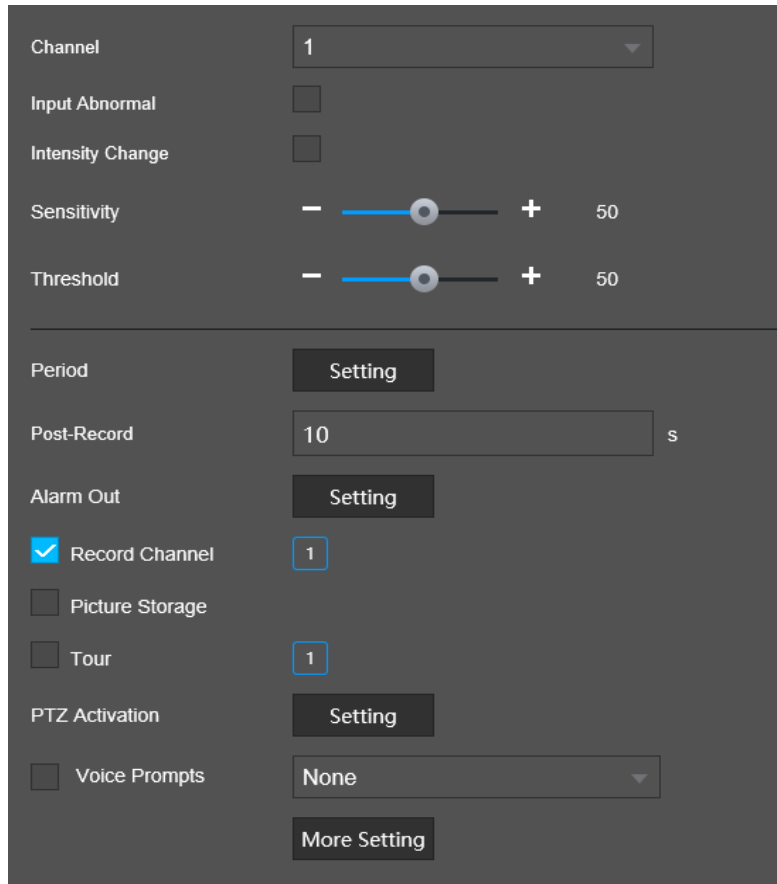 Channel 1
Input Abnormal
Intensity Change
Sensitivity − + 50
Threshold − + 50
Period Setting
Post-Record 10 s
Alarm Out Setting
Record Channel 1
Picture Storage
Tour 1
PTZ Activation Setting
Voice Prompts None
More Setting